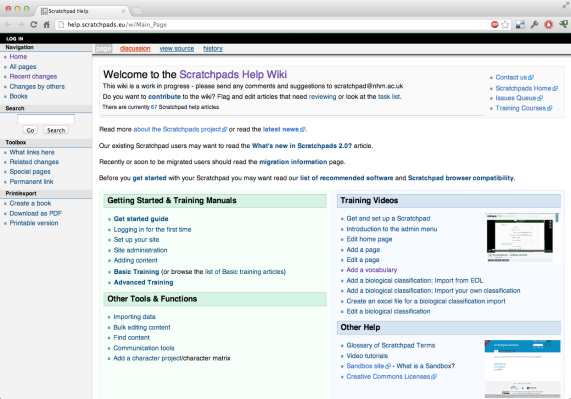 Scratchpad Help
help.scratchpads.eu/w/Main_Page
LOG IN
Navigation
Home
All pages
Recent changes
Changes by others
Books
Search
Go Search
Toolbox
What links here
Related changes
Special pages
Permanent link
Print/export
Create a book
Download as PDF
Printable version
page discussion view source history
Welcome to the Scratchpads Help Wiki
This wiki is a work in progress - please send any comments and suggestions to scratchpad@nhm.ac.uk
Do you want to contribute to the wiki? Flag and edit articles that need reviewing or look at the task list.
There are currently 67 Scratchpad help articles
Contact us
Scratchpads Home
Issues Queue
Training Courses
Read more about the Scratchpads project or read the latest news.
Our existing Scratchpad users may want to read the What's new in Scratchpads 2.0? article.
Recently or soon to be migrated users should read the migration information page.
Before you get started with your Scratchpad you may want read our list of recommended software and Scratchpad browser compatibility.
Getting Started & Training Manuals
Get started guide
Logging in for the first time
Set up your site
Site administration
Adding content
Basic Training (or browse the list of Basic training articles)
Advanced Training
Other Tools & Functions
Importing data
Bulk editing content
Find content
Communication tools
Add a character project/character matrix
Training Videos
Get and set up a Scratchpad
Introduction to the admin menu
Edit home page
Add a page
Edit a page
Add a vocabulary
Add a biological classification: Import from EOL
Add a biological classification: Import your own classification
Create an excel file for a biological classification import
Edit a biological classification
Other Help
Glossary of Scratchpad Terms
Video tutorials
Sandbox site - What is a Sandbox?
Creative Commons Licenses